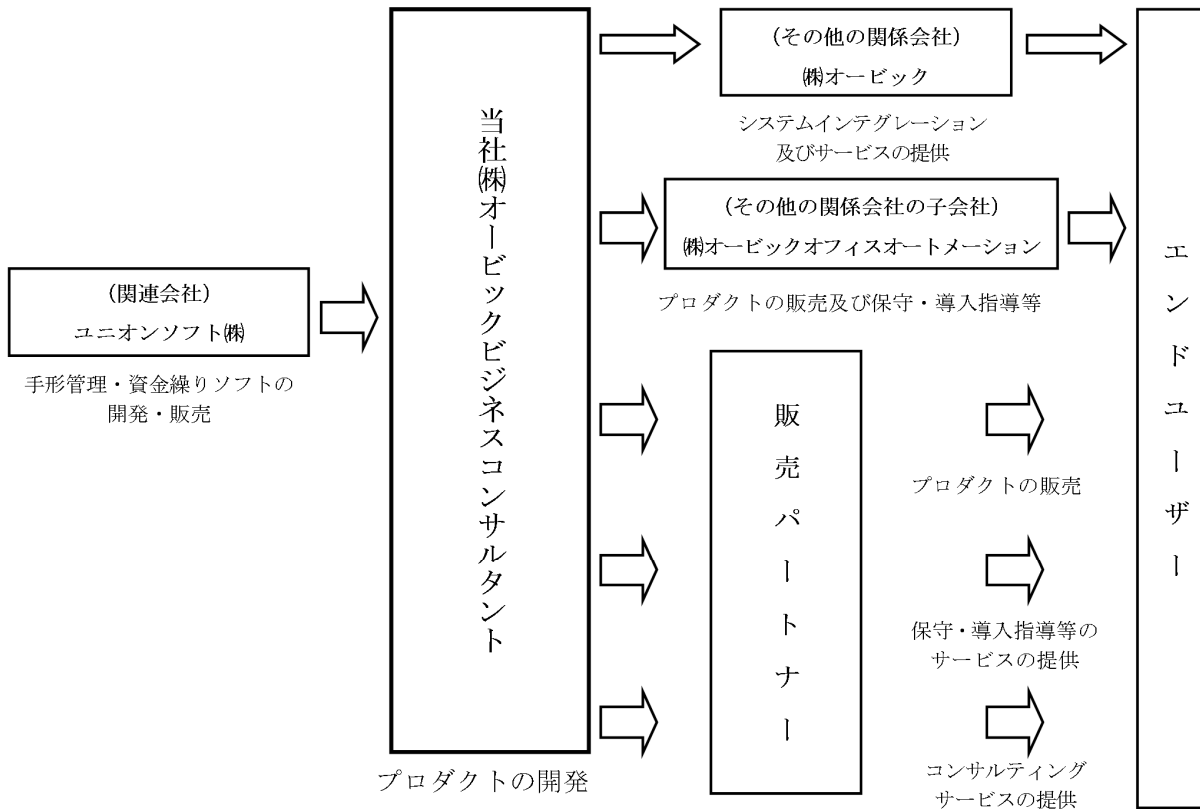 (関連会社)
ユニオンソフト㈱
手形管理・資金繰りソフトの
開発・販売
当社㈱オービックビジネスコンサルタント
プロダクトの開発
(その他の関係会社)
㈱オービック
システムインテグレーション
及びサービスの提供
(その他の関係会社の子会社)
㈱オービックオフィスオートメーション
プロダクトの販売及び保守・導入指導等
販売パートナー
プロダクトの販売
保守・導入指導等の
サービスの提供
コンサルティング
サービスの提供
エンドユーザー